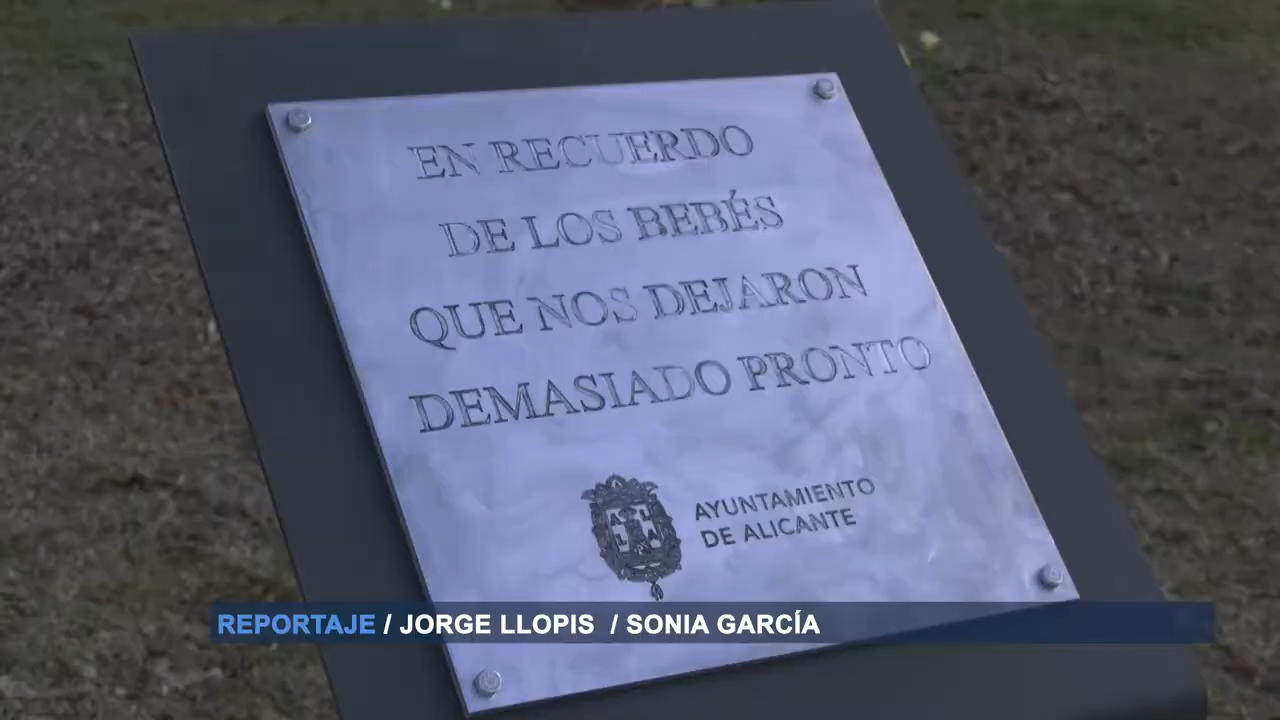 EN RECUERDO
DE LOS BEBÉS
QUE NOS DEJARON
DEMASIADO PRONTO
AYUNTAMIENTO
DE ALICANTE
REPORTAJE / JORGE LLOPIS / SONIA GARCÍA